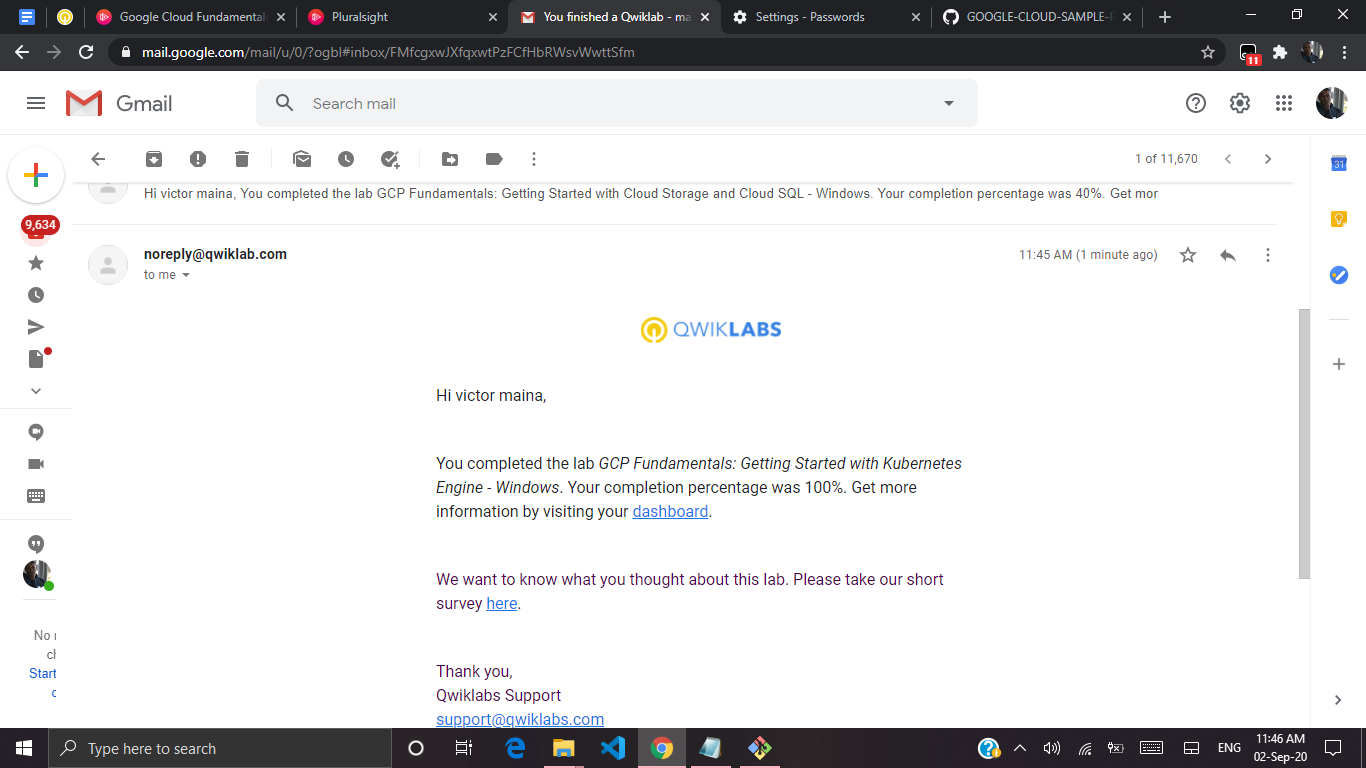 Google Cloud Fundamentals
Pluralsight
You finished a Qwiklab - ma
Settings - Passwords
GOOGLE-CLOUD-SAMPLE-
mail.google.com/mail/u/0/?ogbl#inbox/FMfcgxwJXfqxwtPzFCfHbRWsvWwttSfm
11
Gmail
Search mail
1 of 11,670
31
Hi victor maina, You completed the lab GCP Fundamentals: Getting Started with Cloud Storage and Cloud SQL - Windows. Your completion percentage was 40%. Get mor
9,634
noreply@qwiklab.com
11:45 AM (1 minute ago)
to me
QWIKLABS
Hi victor maina,
You completed the lab GCP Fundamentals: Getting Started with Kubernetes
Engine - Windows. Your completion percentage was 100%. Get more
information by visiting your dashboard.
We want to know what you thought about this lab. Please take our short
survey here.
No
ch
Start
Thank you,
Qwiklabs Support
support@qwiklabs.com
Type here to search
ENG
11:46 AM
02-Sep-20